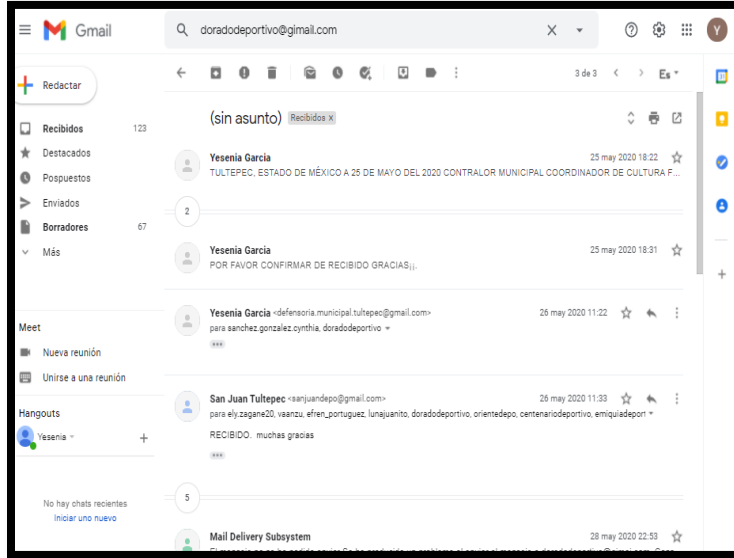 Gmail
doradodeportivo@gimail.com
Y
Redactar
3 de 3
Es
Recibidos 123
Destacados
Pospuestos
Enviados
Borradores 67
Más
(sin asunto) Recibidos x
Yesenia Garcia 25 may 2020 18:22
TULTEPEC, ESTADO DE MÉXICO A 25 DE MAYO DEL 2020 CONTRALOR MUNICIPAL COORDINADOR DE CULTURA F...
2
Yesenia Garcia 25 may 2020 18:31
POR FAVOR CONFIRMAR DE RECIBIDO GRACIAS¡¡.
Yesenia Garcia <defensoria.municipal.tultepec@gmail.com> 26 may 2020 11:22
para sanchez.gonzalez.cynthia, doradodeportivo
San Juan Tultepec <sanjuandepo@gmail.com> 26 may 2020 11:33
para ely.zagane20, vaanzu, efren_portuguez, lunajuanito, doradodeportivo, orientedepo, centenariodeportivo, emiquiadeport
RECIBIDO. muchas gracias
5
Mail Delivery Subsystem 28 may 2020 22:53
Meet
Nueva reunión
Unirse a una reunión
Hangouts
Yesenia
No hay chats recientes
Iniciar uno nuevo